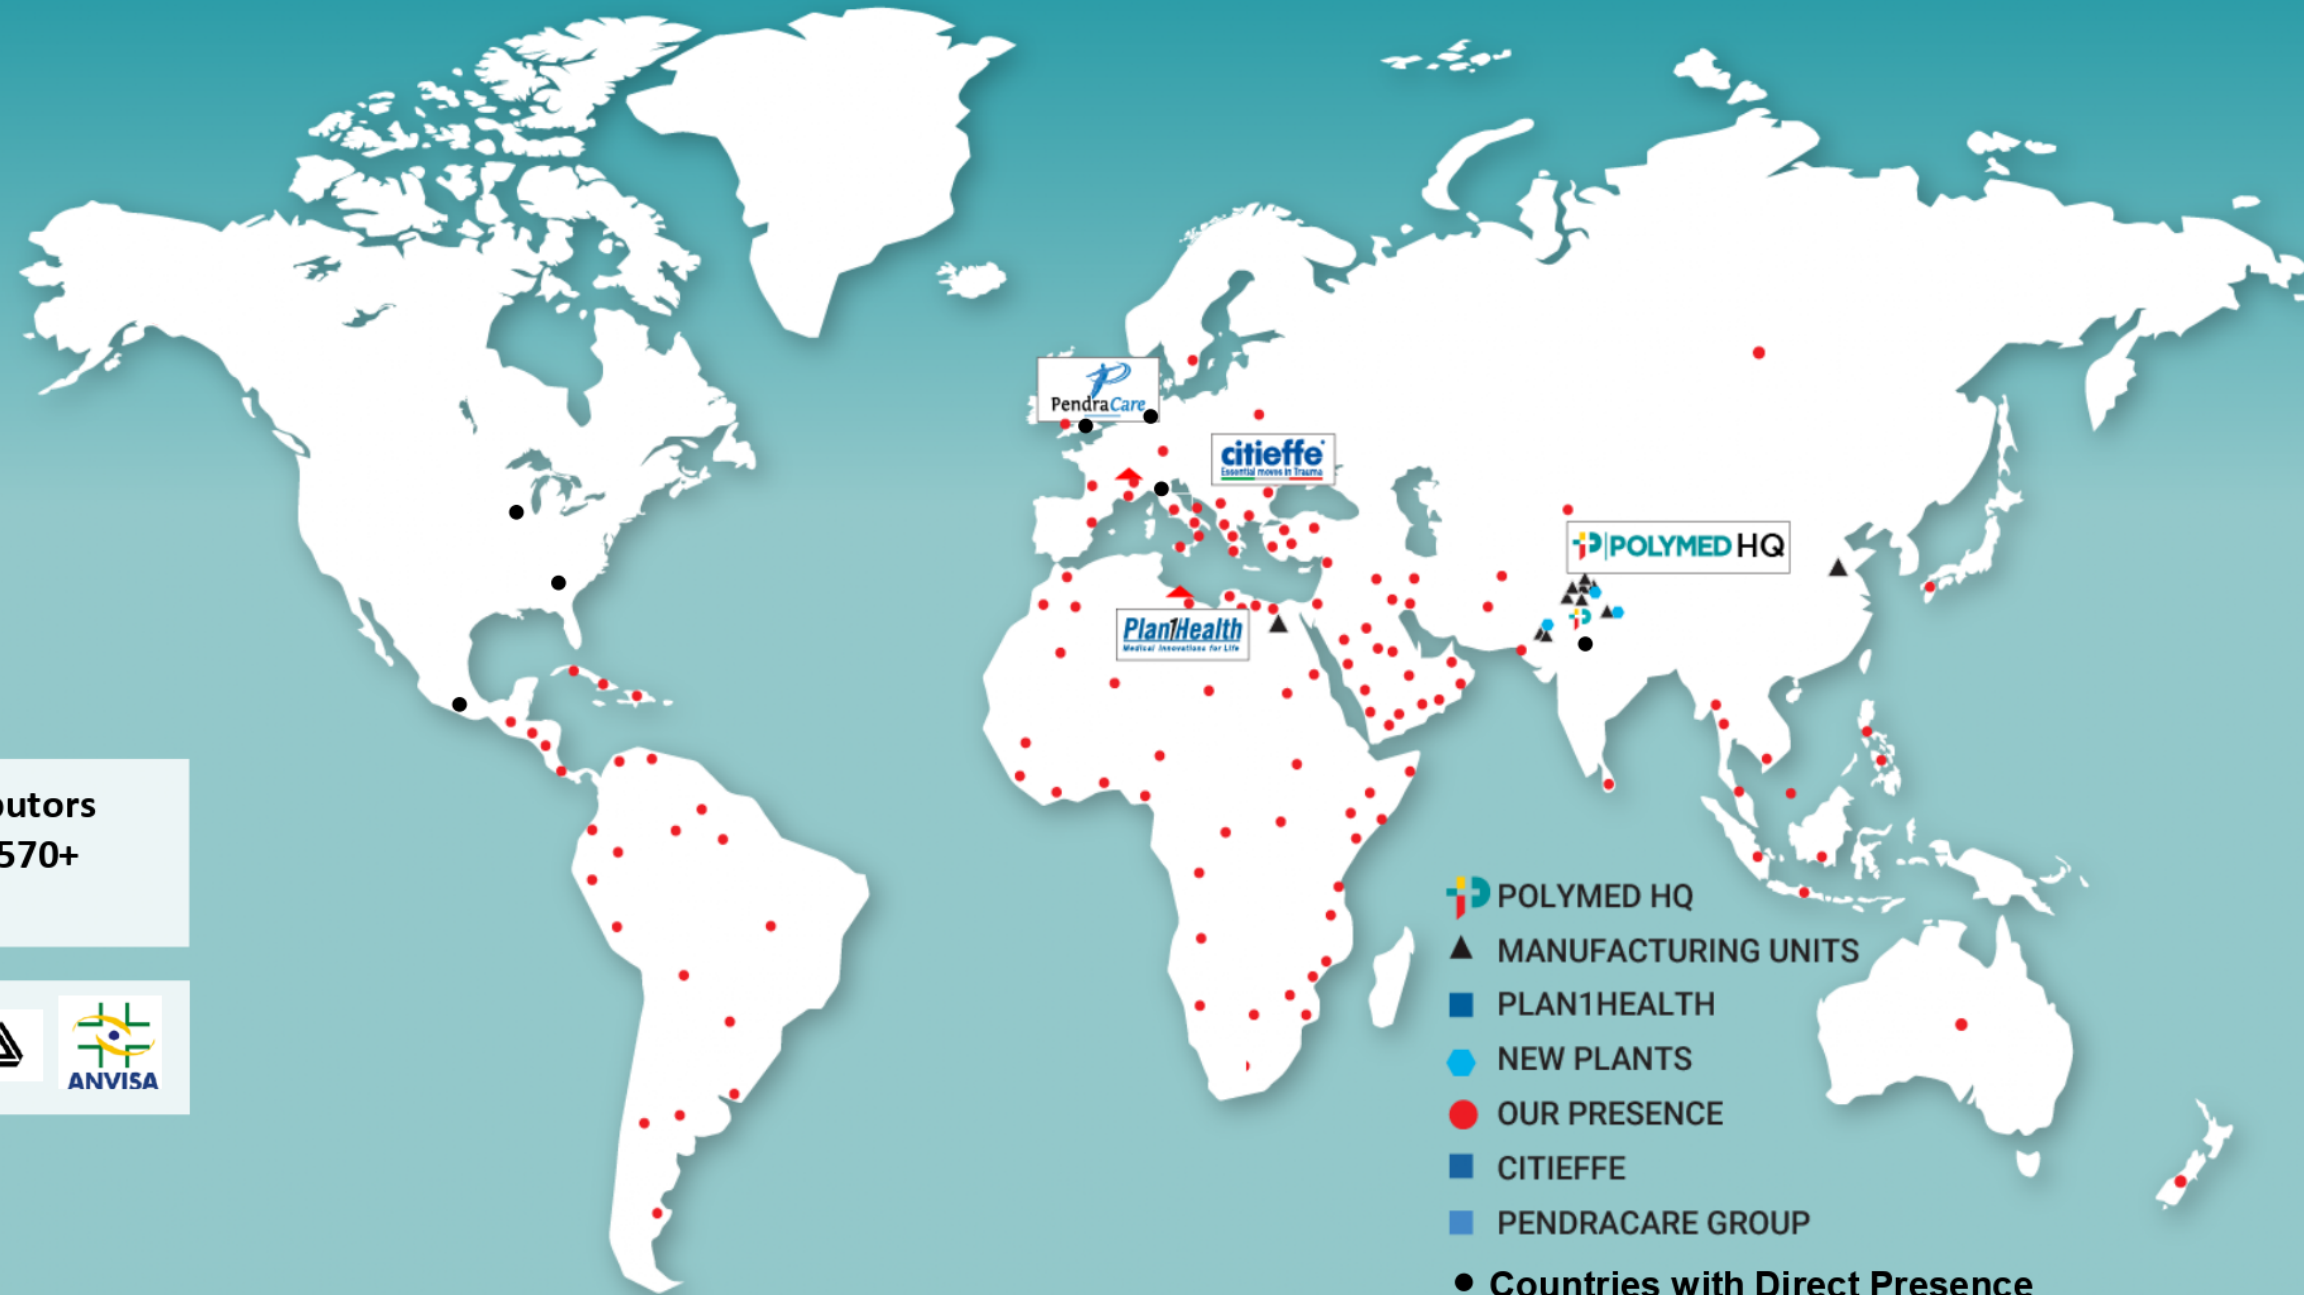 PendraCare
citieffe
Essential moves in Trauma
POLYMED HQ
Plan1Health
Medical Innovations for Life
570+
ANVISA
POLYMED HQ
MANUFACTURING UNITS
PLAN1HEALTH
NEW PLANTS
OUR PRESENCE
CITIEFFE
PENDRACARE GROUP
Countries with Direct Presence